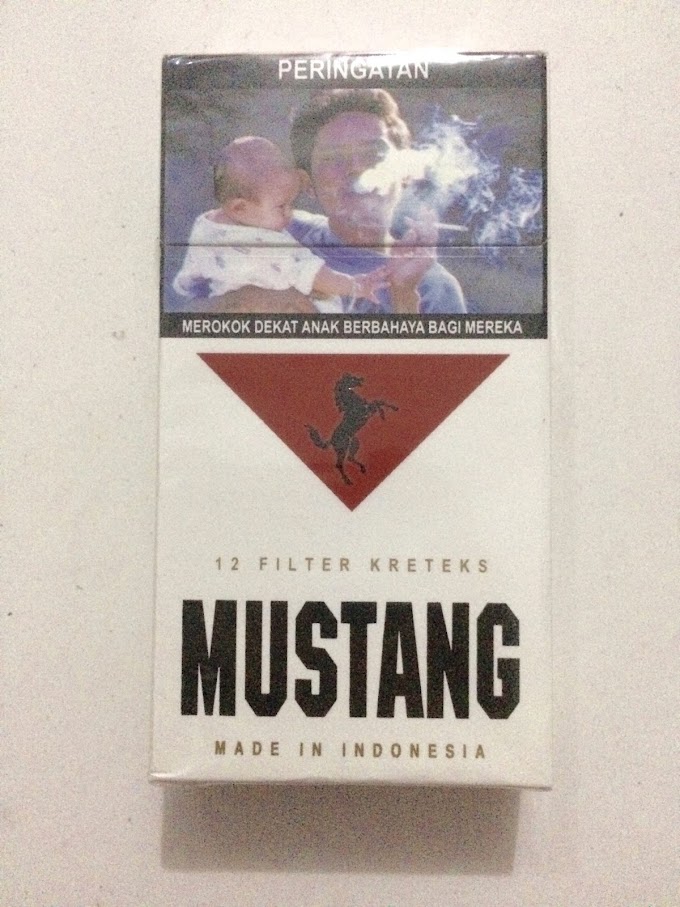 PERINGATAN
MEROKOK DEKAT ANAK BERBAHAYA BAGI MEREKA
12 FILTER KRETEKS
MUSTANG
MADE IN INDONESIA